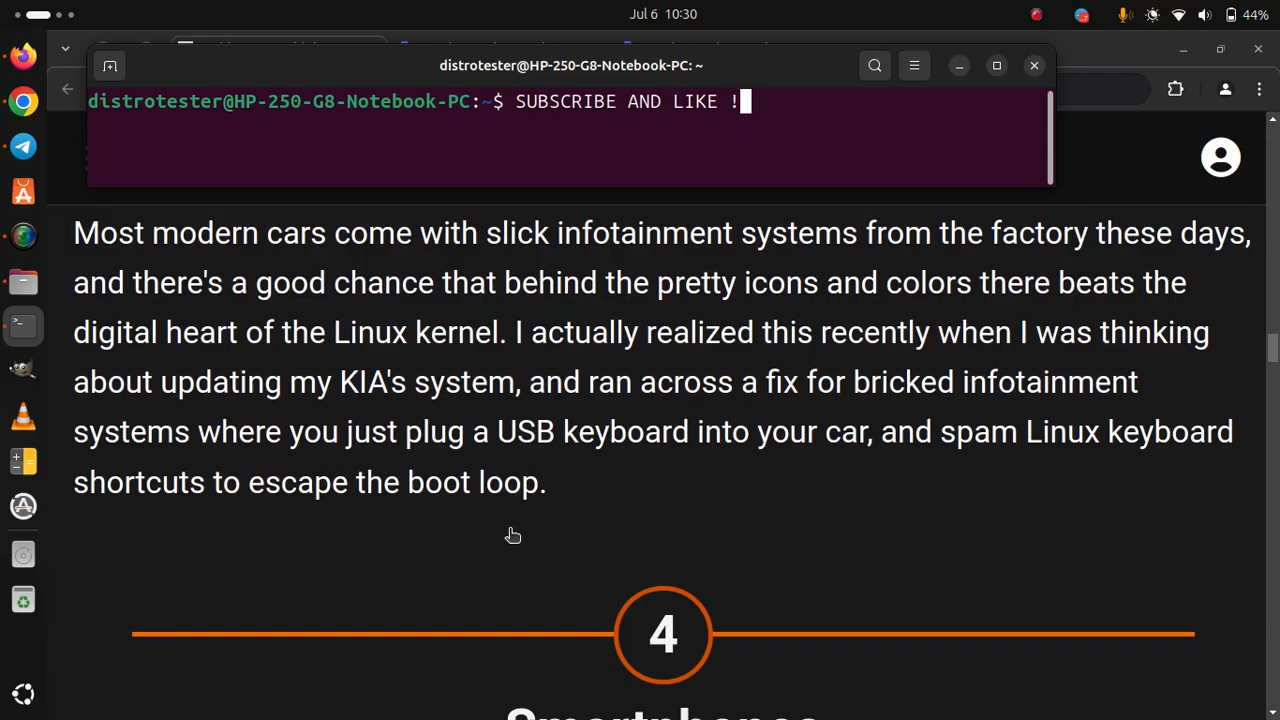 Jul 6 10:30
44%
distrotester@HP-250-G8-Notebook-PC: ~
distrotester@HP-250-G8-Notebook-PC:~$ SUBSCRIBE AND LIKE !
Most modern cars come with slick infotainment systems from the factory these days,
and there's a good chance that behind the pretty icons and colors there beats the
digital heart of the Linux kernel. I actually realized this recently when I was thinking
about updating my KIA's system, and ran across a fix for bricked infotainment
systems where you just plug a USB keyboard into your car, and spam Linux keyboard
shortcuts to escape the boot loop.
4
Smartphones